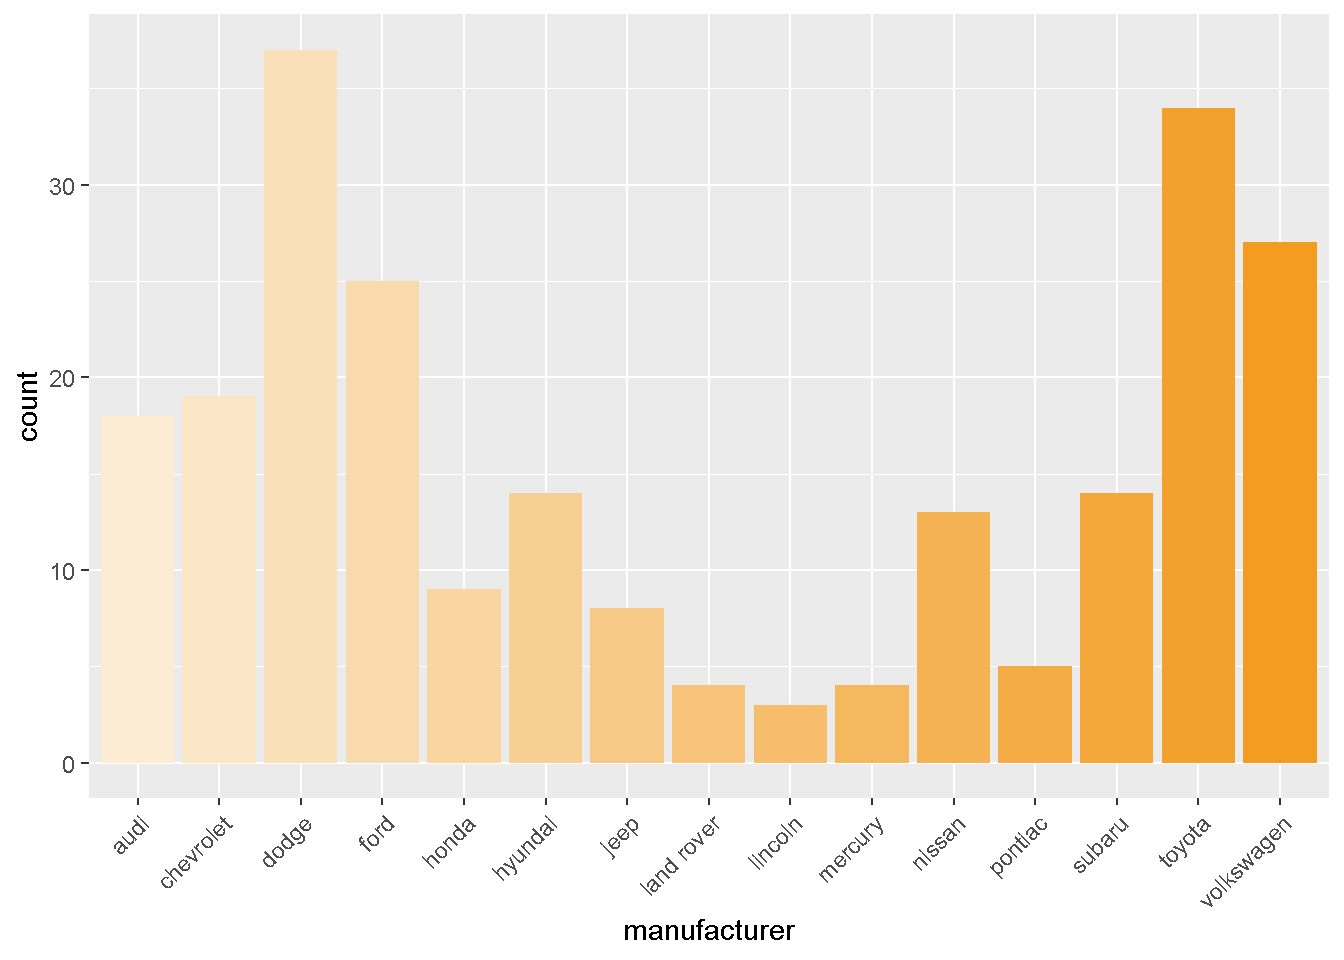 count
30
20
10
0
audi
chevrolet
dodge
ford
honda
hyundai
jeep
land rover
lincoln
mercury
nissan
pontiac
subaru
toyota
volkswagen
manufacturer